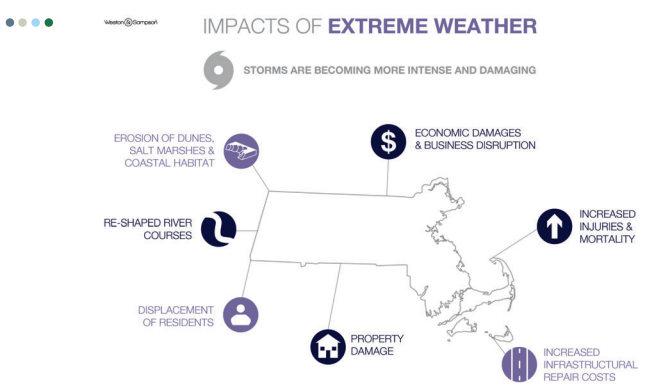 Weston & Sampson
IMPACTS OF EXTREME WEATHER
STORMS ARE BECOMING MORE INTENSE AND DAMAGING
EROSION OF DUNES,
SALT MARSHES &
COASTAL HABITAT
$
ECONOMIC DAMAGES
& BUSINESS DISRUPTION
RE-SHAPED RIVER
COURSES
INCREASED
INJURIES &
MORTALITY
DISPLACEMENT
OF RESIDENTS
PROPERTY
DAMAGE
INCREASED
INFRASTRUCTURAL
REPAIR COSTS